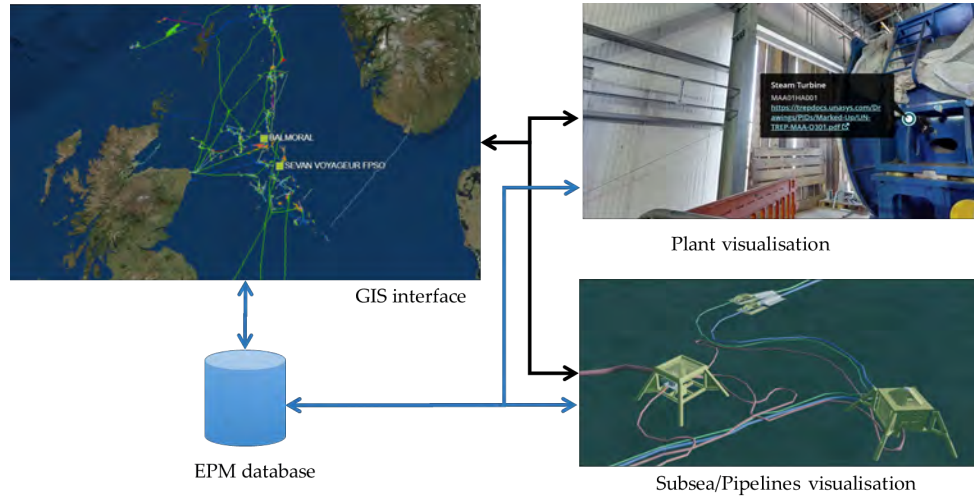 BALMORAL
SEVAN VOYAGEUR FPSO
GIS interface
Steam Turbine
MAA01HA001
https://trepdocs.unasys.com/Dr
awings/PIDs/Marked-Up/UN-
TREP-MAA-Q301.pdf
Plant visualisation
EPM database
Subsea/Pipelines visualisation